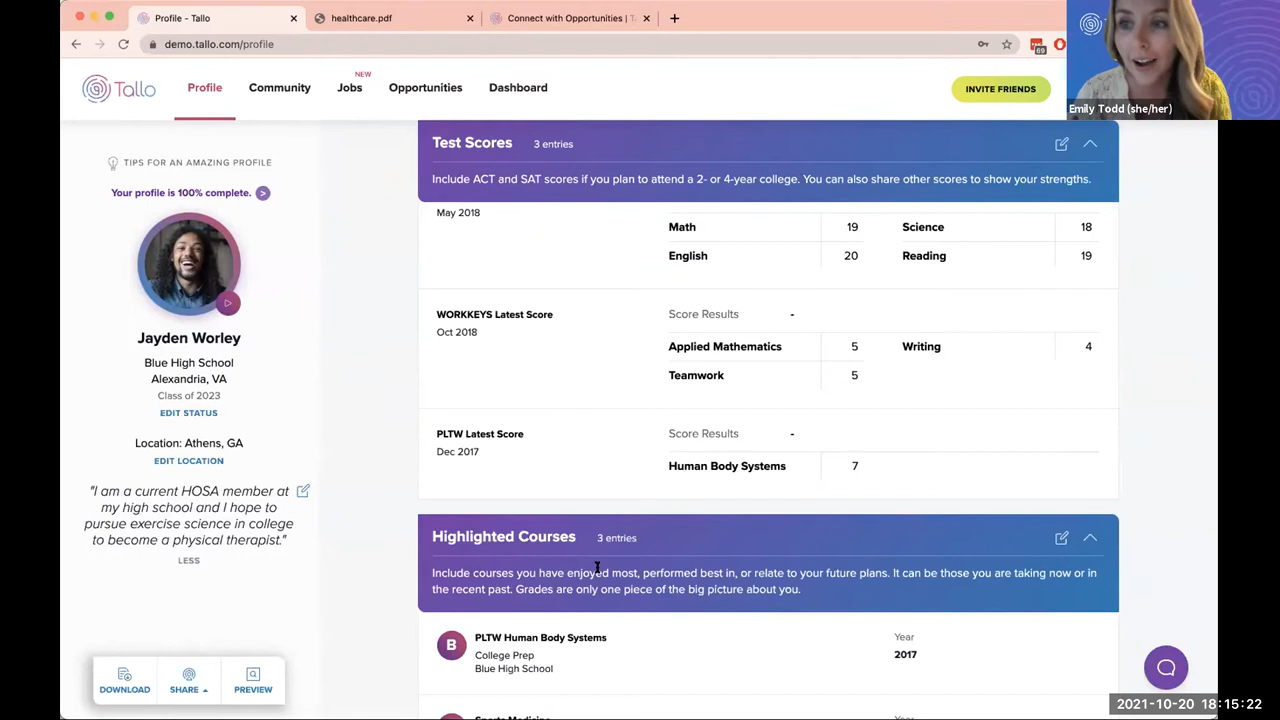 Profile - Tallo
healthcare.pdf
Connect with Opportunities | T
demo.tallo.com/profile
69
Tallo
Profile
Community
NEW
Jobs
Opportunities
Dashboard
INVITE FRIENDS
Emily Todd (she/her)
TIPS FOR AN AMAZING PROFILE
Your profile is 100% complete.
Jayden Worley
Blue High School
Alexandria, VA
Class of 2023
EDIT STATUS
Location: Athens, GA
EDIT LOCATION
"I am a current HOSA member at
my high school and I hope to
pursue exercise science in college
to become a physical therapist."
LESS
DOWNLOAD
SHARE
PREVIEW
Test Scores 3 entries
Include ACT and SAT scores if you plan to attend a 2- or 4-year college. You can also share other scores to show your strengths.
May 2018
Math 19 Science 18
English 20 Reading 19
WORKKEYS Latest Score Score Results -
Oct 2018
Applied Mathematics 5 Writing 4
Teamwork 5
PLTW Latest Score Score Results -
Dec 2017
Human Body Systems 7
Highlighted Courses 3 entries
Include courses you have enjoyed most, performed best in, or relate to your future plans. It can be those you are taking now or in
the recent past. Grades are only one piece of the big picture about you.
B PLTW Human Body Systems Year
College Prep 2017
Blue High School
Sports Medicine Year
2021-10-20 18:15:22